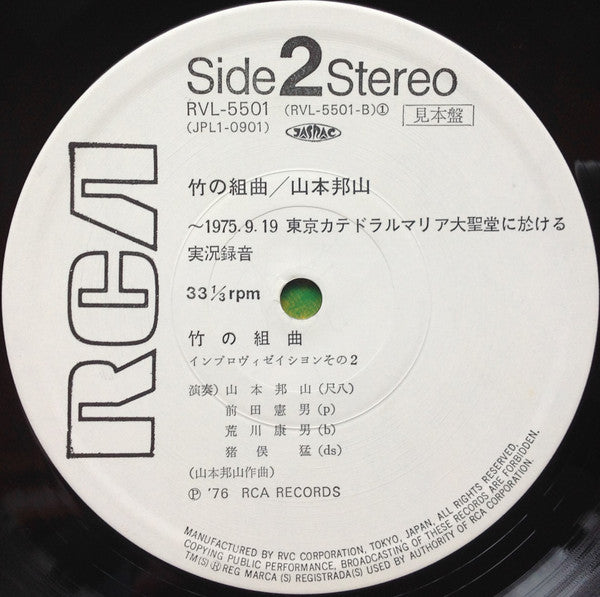 Side 2 Stereo
RVL-5501 (RVL-5501-B)① 見本盤
(JPL1-0901) JASRAC
竹の組曲／山本邦山
～1975.9.19 東京カテドラルマリア大聖堂に於ける
実況録音
33 1/3 rpm
竹の組曲
インプロヴィゼイションその2
演奏) 山本邦山(尺八)
前田憲男(p)
荒川康男(b)
猪俣猛(ds)
(山本邦山作曲)
Ⓟ '76 RCA RECORDS
RCA
MANUFACTURED BY RVC CORPORATION, TOKYO, JAPAN, ALL RIGHTS RESERVED.
COPYING PUBLIC PERFORMANCE, BROADCASTING OF THESE RECORDS ARE FORBIDDEN.
TM(S)® REG MARCA (S) REGISTRADA(S) USED BY AUTHORITY OF RCA CORPORATION.